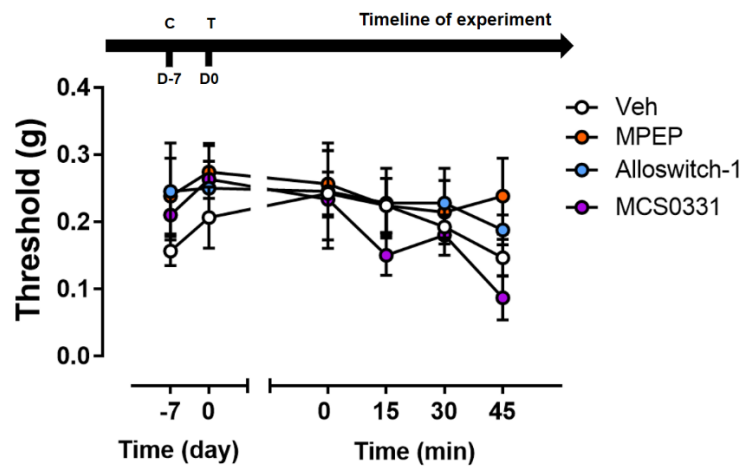 C T Timeline of experiment
D-7 D0
0.4
0.3
0.2
0.1
0.0
Threshold (g)
Veh
MPEP
Alloswitch-1
MCS0331
-7 0 0 15 30 45
Time (day) Time (min)